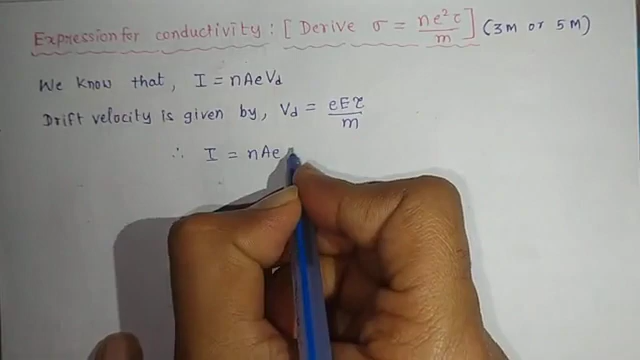 Expression for conductivity: [Derive σ = ne²τ/m] (3M or 5M)
We know that, I = nAeVd
Drift velocity is given by, Vd = eEτ/m
∴ I = nAe